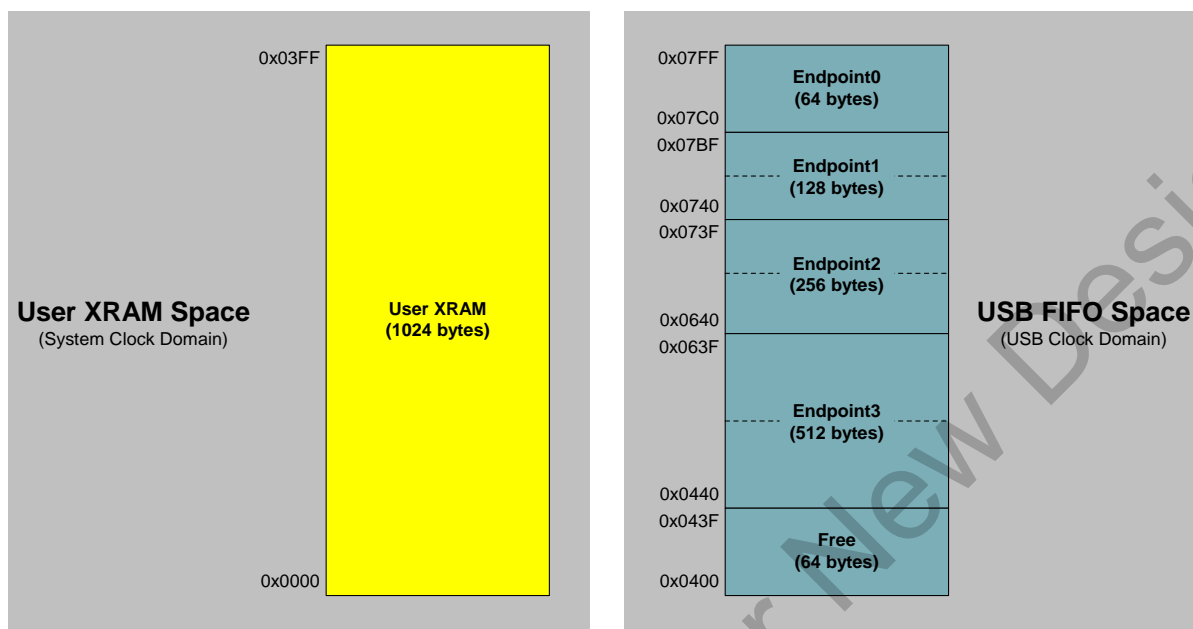 0x03FF
User XRAM Space
(System Clock Domain)
User XRAM
(1024 bytes)
0x0000
0x07FF
Endpoint0
(64 bytes)
0x07C0
0x07BF
Endpoint1
(128 bytes)
0x0740
0x073F
Endpoint2
(256 bytes)
0x0640
USB FIFO Space
(USB Clock Domain)
0x063F
Endpoint3
(512 bytes)
0x0440
0x043F
Free
(64 bytes)
0x0400
New